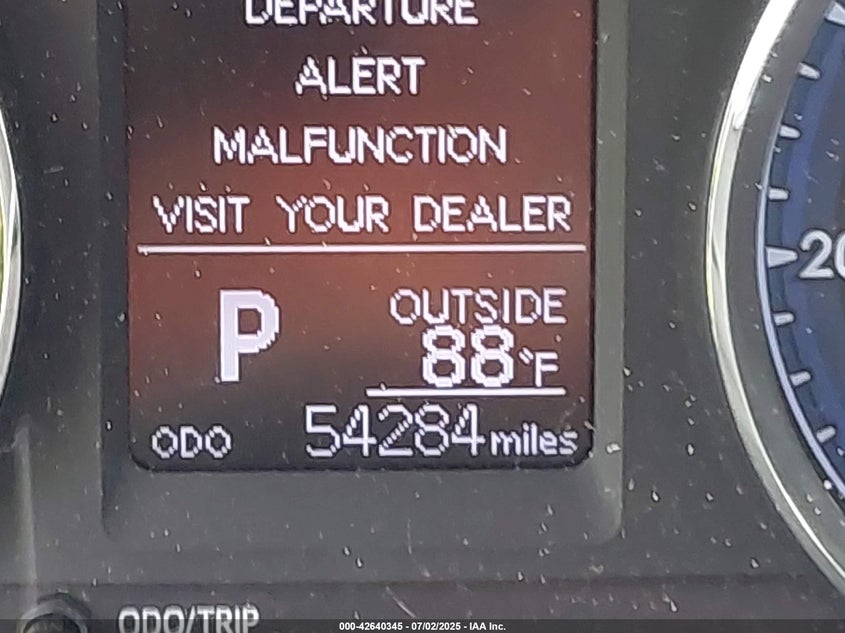 DEPARTURE
ALERT
MALFUNCTION
VISIT YOUR DEALER
P
OUTSIDE
88°F
ODO 54284 miles
20
ODO/TRIP
000-42640345 - 07/02/2025 - IAA Inc.